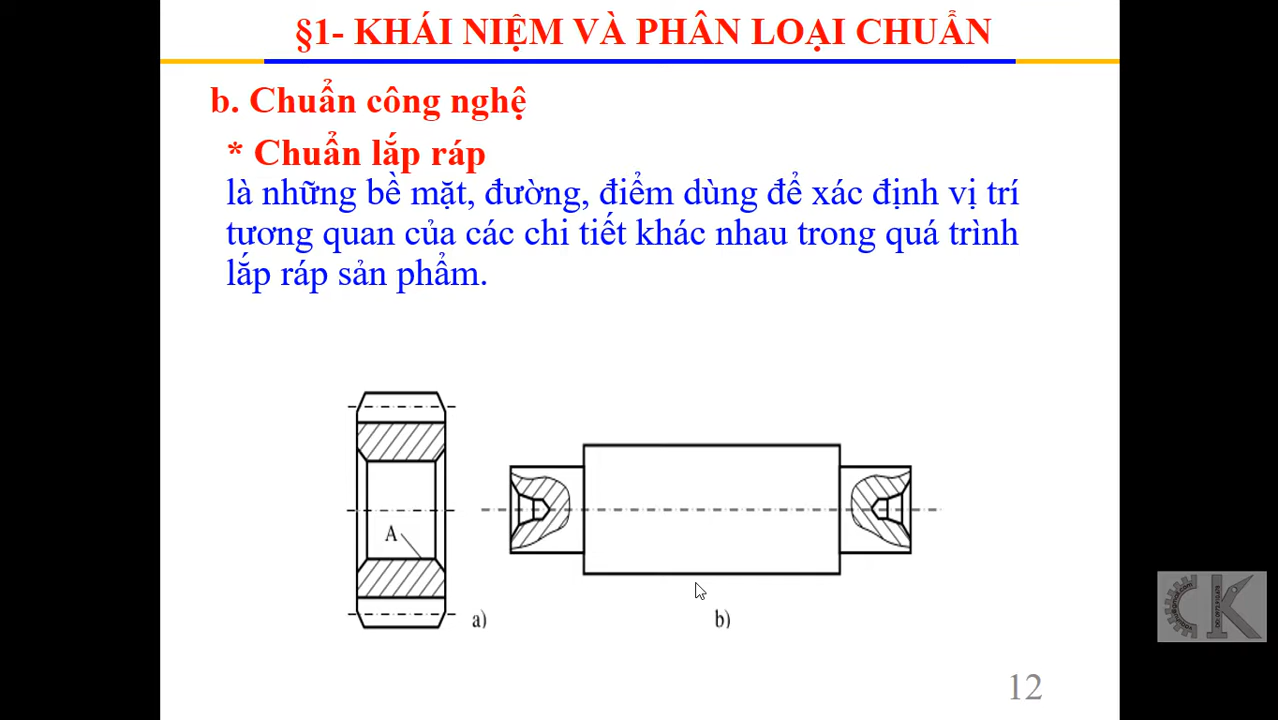 §1- KHÁI NIỆM VÀ PHÂN LOẠI CHUẨN
b. Chuẩn công nghệ
* Chuẩn lắp ráp
là những bề mặt, đường, điểm dùng để xác định vị trí
tương quan của các chi tiết khác nhau trong quá trình
lắp ráp sản phẩm.
A
a)
b)
12